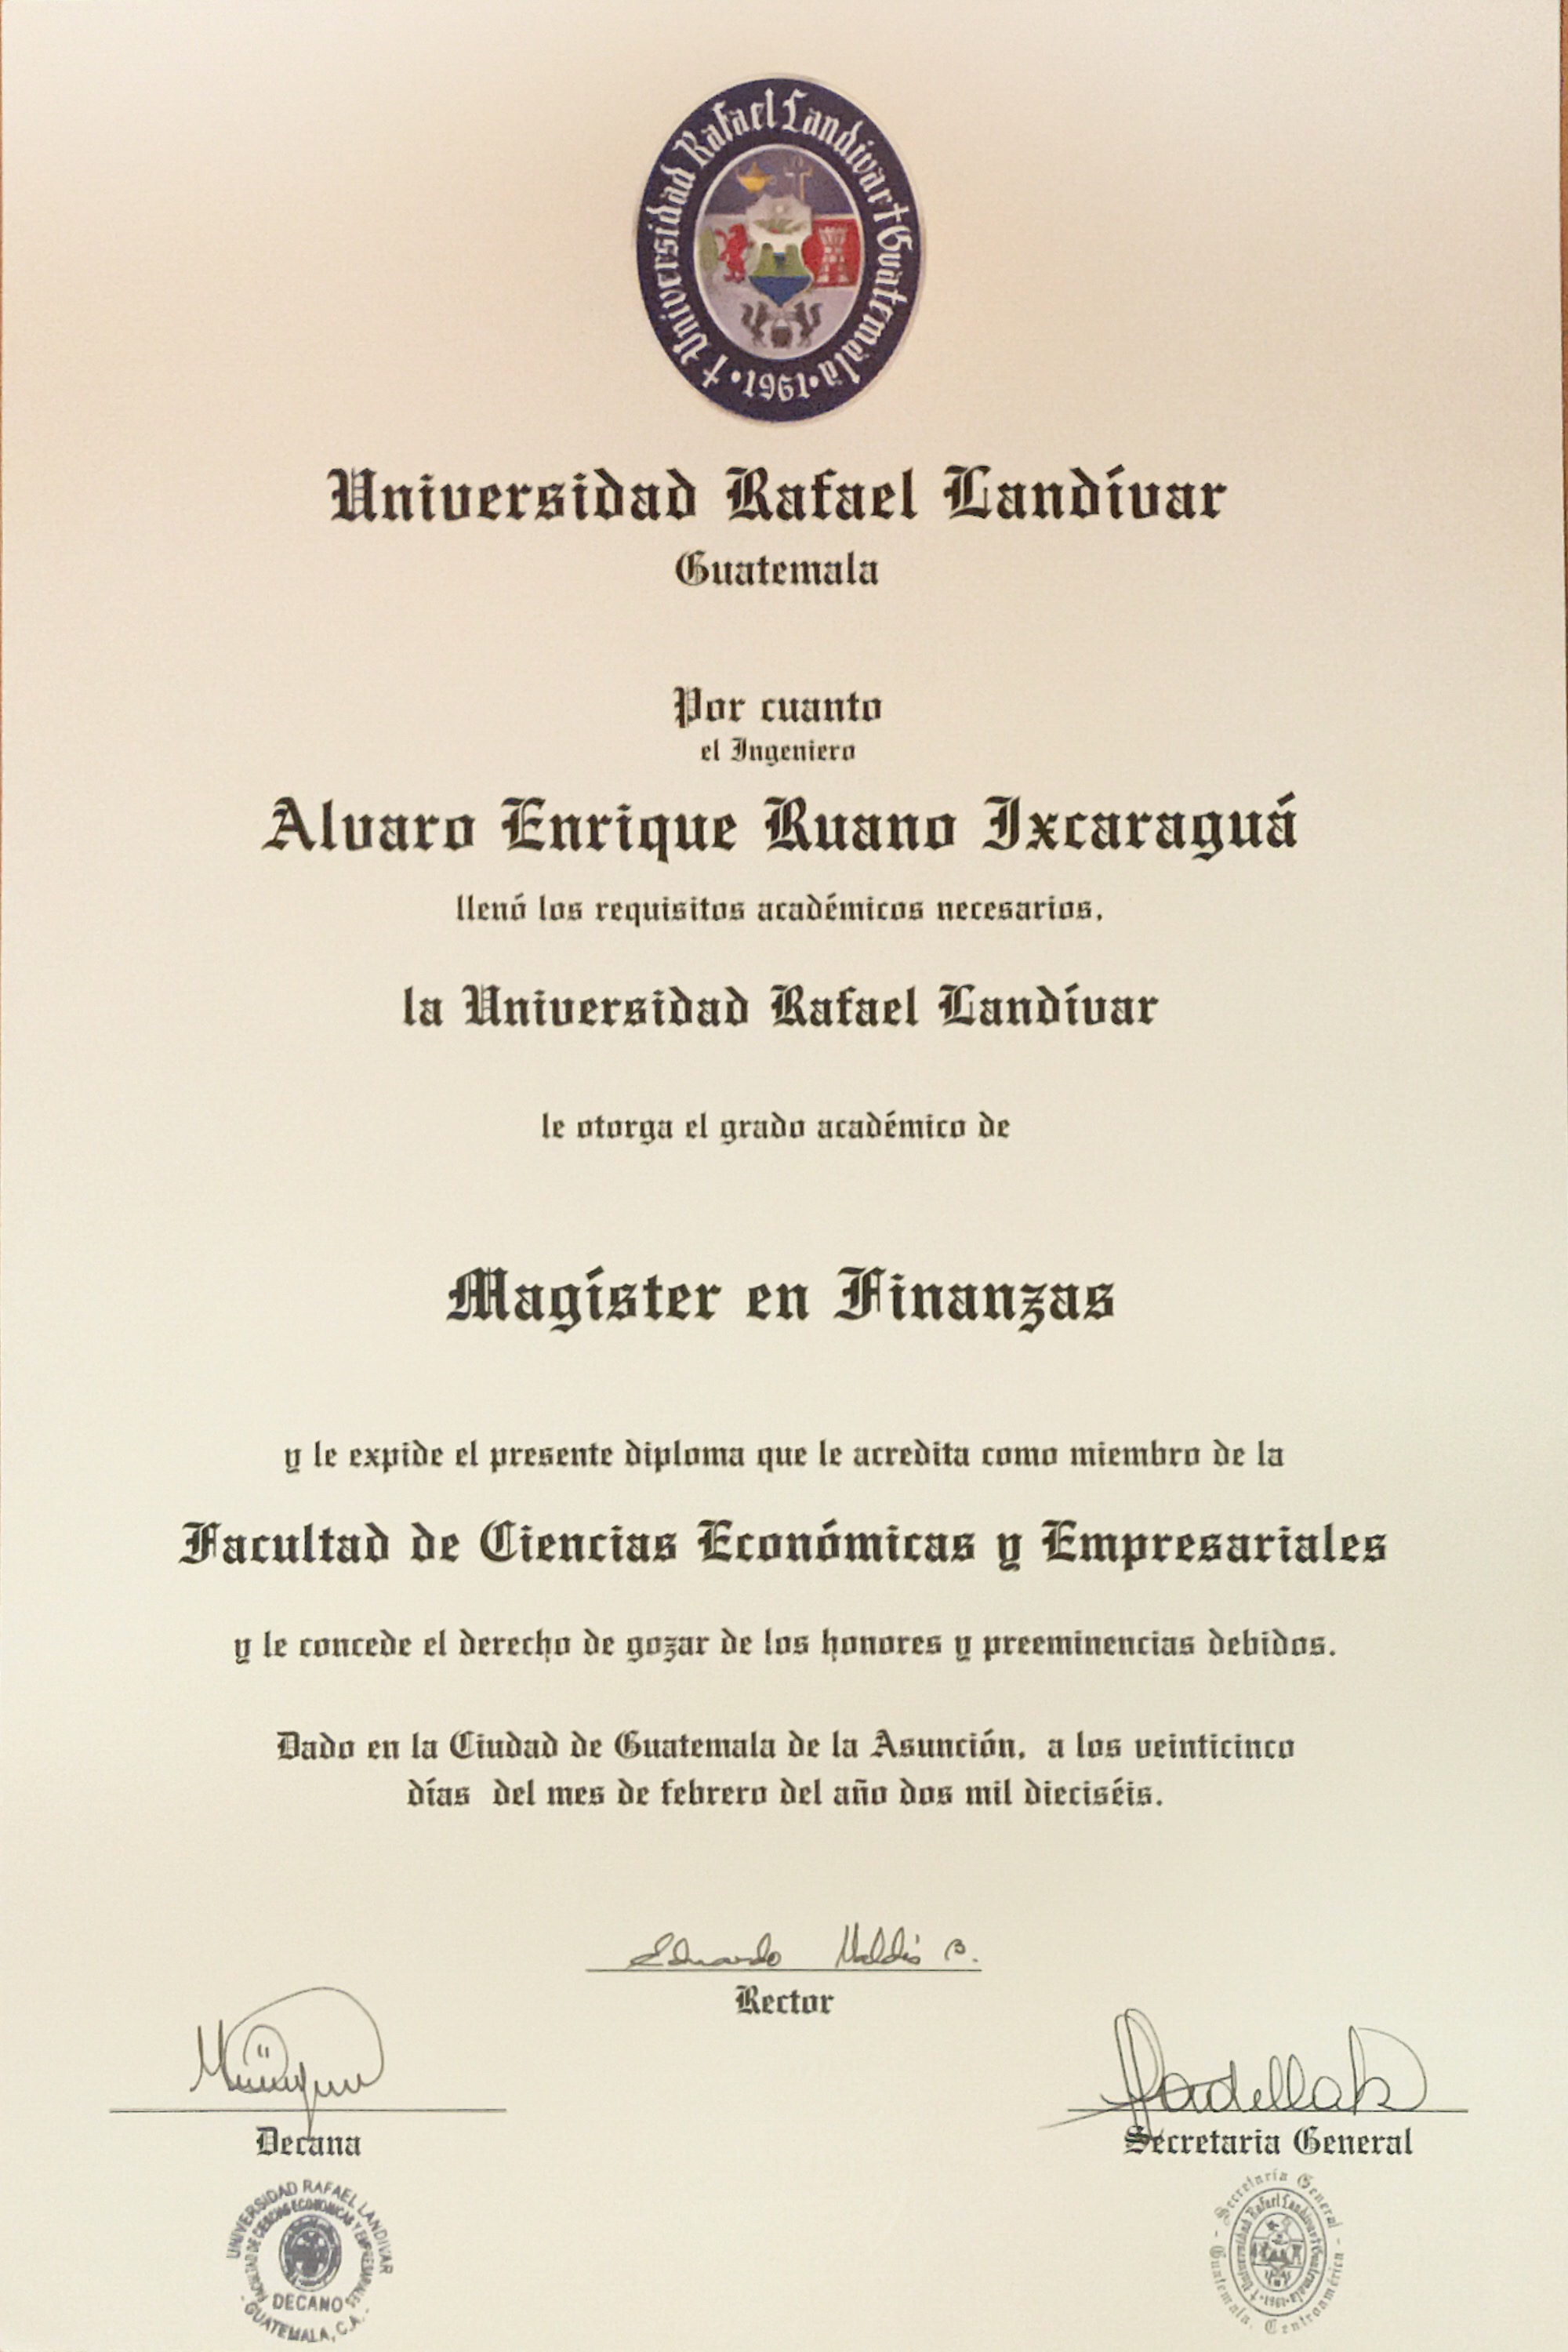 † Universidad Rafael Landívar † Guatemala • 1961 •
Universidad Rafael Landívar
Guatemala
Por cuanto
el Ingeniero
Alvaro Enrique Ruano Ixcaraguá
llenó los requisitos académicos necesarios,
la Universidad Rafael Landívar
le otorga el grado académico de
Magíster en Finanzas
y le expide el presente diploma que le acredita como miembro de la
Facultad de Ciencias Económicas y Empresariales
y le concede el derecho de gozar de los honores y preeminencias debidos.
Dado en la Ciudad de Guatemala de la Asunción, a los veinticinco
días del mes de febrero del año dos mil dieciséis.
Eduardo Valdés B.
Rector
Decana
Secretaria General
UNIVERSIDAD RAFAEL LANDIVAR
FACULTAD DE CIENCIAS ECONOMICAS Y EMPRESARIALES
DECANO
- GUATEMALA, C.A. -
- Secretaria General -
Guatemala, Centroamérica
† Universidad Rafael Landívar † Guatemala • 1961 •